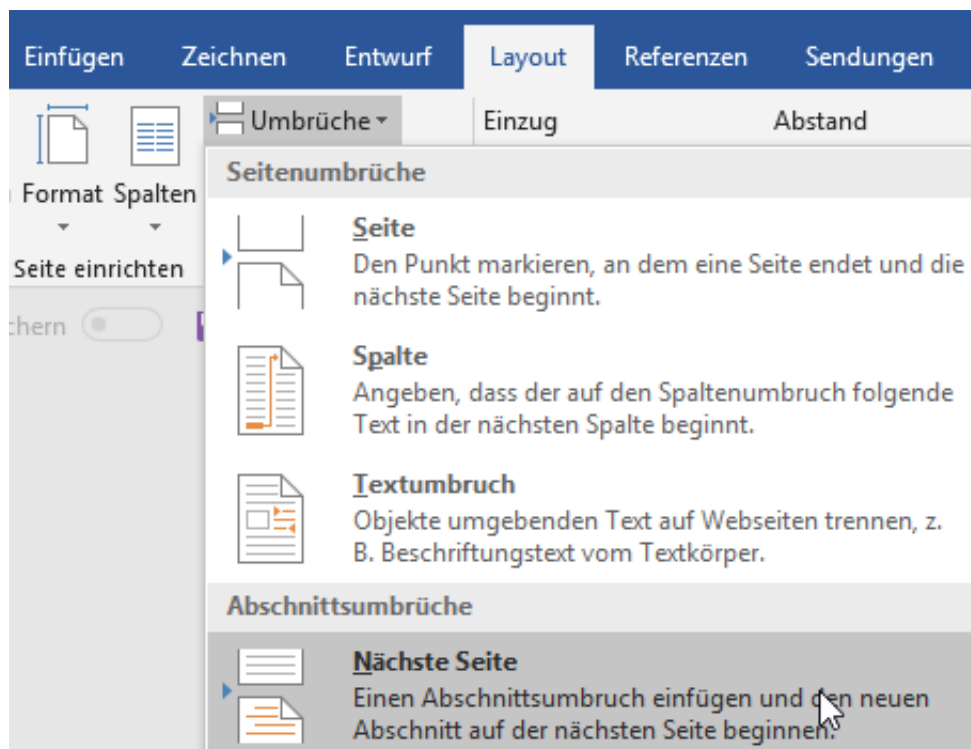 Einfügen Zeichnen Entwurf Layout Referenzen Sendungen
Umbrüche Einzug Abstand
Format Spalten
Seite einrichten
chern
Seitenumbrüche
Seite
Den Punkt markieren, an dem eine Seite endet und die
nächste Seite beginnt.
Spalte
Angeben, dass der auf den Spaltenumbruch folgende
Text in der nächsten Spalte beginnt.
Textumbruch
Objekte umgebenden Text auf Webseiten trennen, z.
B. Beschriftungstext vom Textkörper.
Abschnittsumbrüche
Nächste Seite
Einen Abschnittsumbruch einfügen und den neuen
Abschnitt auf der nächsten Seite beginnen.